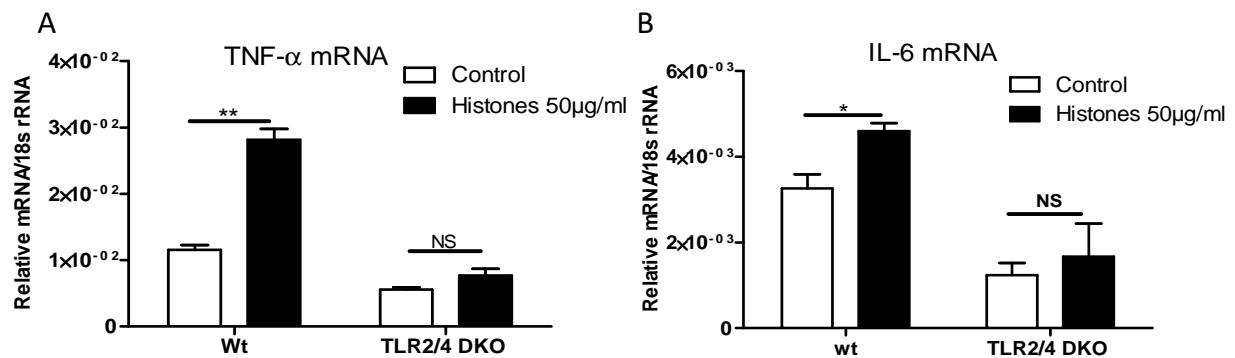 A
TNF-α mRNA
Control
Histones 50µg/ml
Relative mRNA/18s rRNA
4×10⁻⁰²
3×10⁻⁰²
2×10⁻⁰²
1×10⁻⁰²
0
**
NS
Wt
TLR2/4 DKO
B
IL-6 mRNA
Control
Histones 50µg/ml
Relative mRNA/18s rRNA
6×10⁻⁰³
4×10⁻⁰³
2×10⁻⁰³
0
*
NS
wt
TLR2/4 DKO